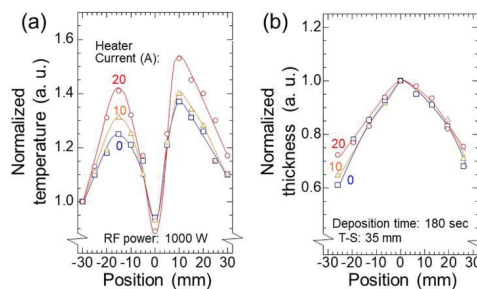 (a)
1.6
1.4
1.2
1.0
Normalized
temperature (a. u.)
Heater
Current (A):
20
10
0
RF power: 1000 W
-30 -20 -10 0 10 20 30
Position (mm)
(b)
1.2
1.0
0.8
0.6
Normalized
thickness (a. u.)
20
10
0
Deposition time: 180 sec
T-S: 35 mm
-30 -20 -10 0 10 20 30
Position (mm)